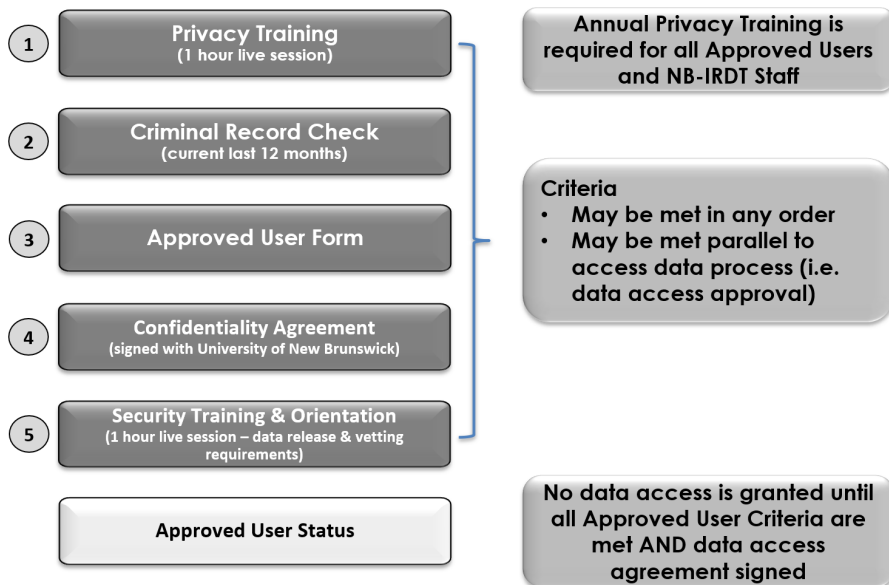 1
Privacy Training
(1 hour live session)
2
Criminal Record Check
(current last 12 months)
3
Approved User Form
4
Confidentiality Agreement
(signed with University of New Brunswick)
5
Security Training & Orientation
(1 hour live session – data release & vetting
requirements)
Approved User Status
Annual Privacy Training is
required for all Approved Users
and NB-IRDT Staff
Criteria
• May be met in any order
• May be met parallel to
access data process (i.e.
data access approval)
No data access is granted until
all Approved User Criteria are
met AND data access
agreement signed